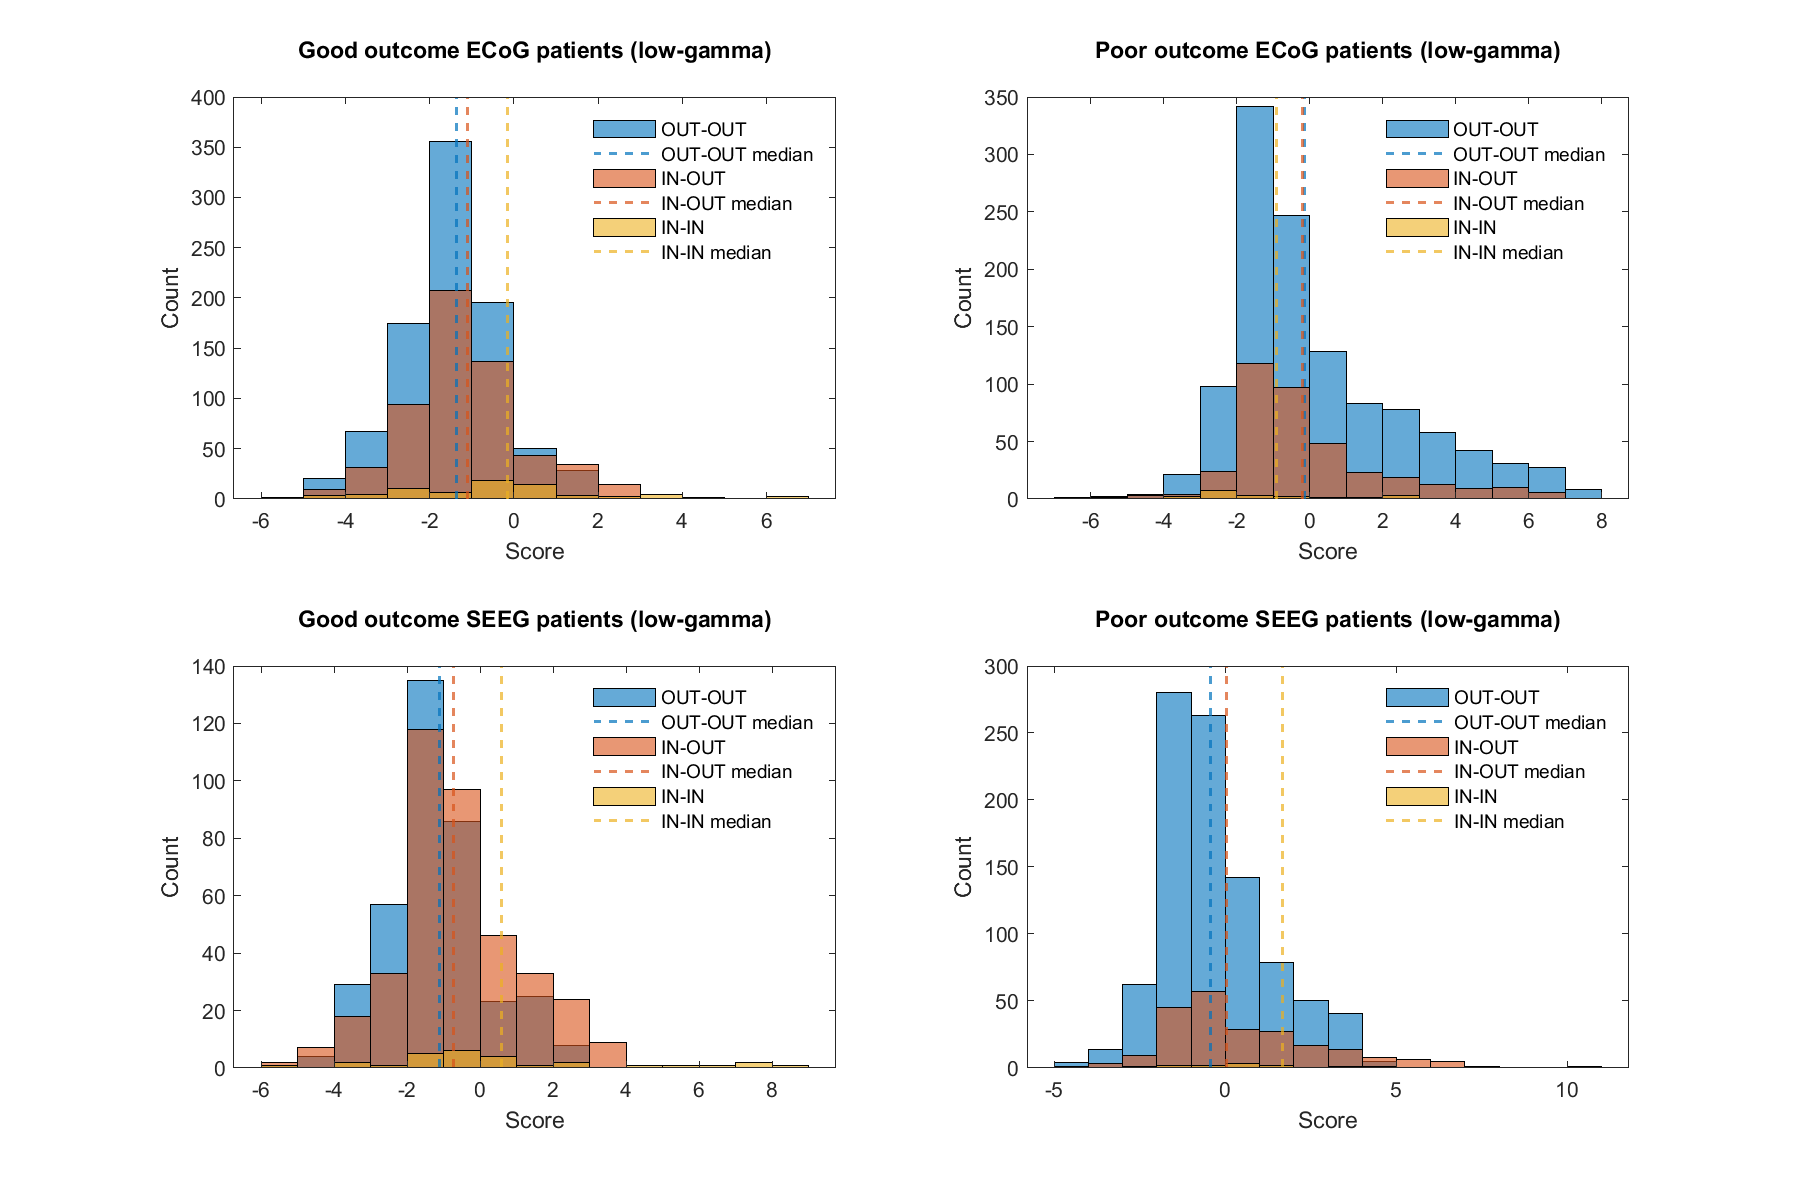 Good outcome ECoG patients (low-gamma)
400
350
300
250
200
150
100
50
0
Count
-6
-4
-2
0
2
4
6
Score
OUT-OUT
OUT-OUT median
IN-OUT
IN-OUT median
IN-IN
IN-IN median
Poor outcome ECoG patients (low-gamma)
350
300
250
200
150
100
50
0
Count
-6
-4
-2
0
2
4
6
8
Score
OUT-OUT
OUT-OUT median
IN-OUT
IN-OUT median
IN-IN
IN-IN median
Good outcome SEEG patients (low-gamma)
140
120
100
80
60
40
20
0
Count
-6
-4
-2
0
2
4
6
8
Score
OUT-OUT
OUT-OUT median
IN-OUT
IN-OUT median
IN-IN
IN-IN median
Poor outcome SEEG patients (low-gamma)
300
250
200
150
100
50
0
Count
-5
0
5
10
Score
OUT-OUT
OUT-OUT median
IN-OUT
IN-OUT median
IN-IN
IN-IN median